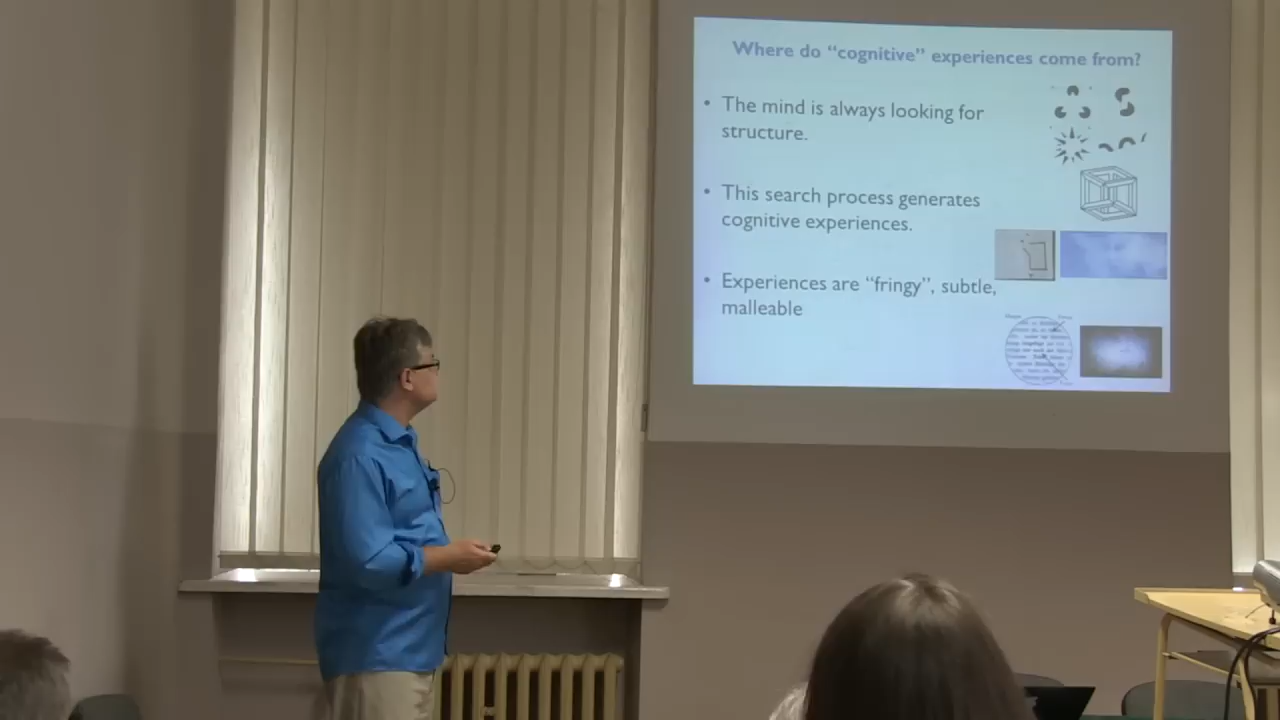 Where do “cognitive” experiences come from?
• The mind is always looking for
structure.
• This search process generates
cognitive experiences.
• Experiences are “fringy”, subtle,
malleable